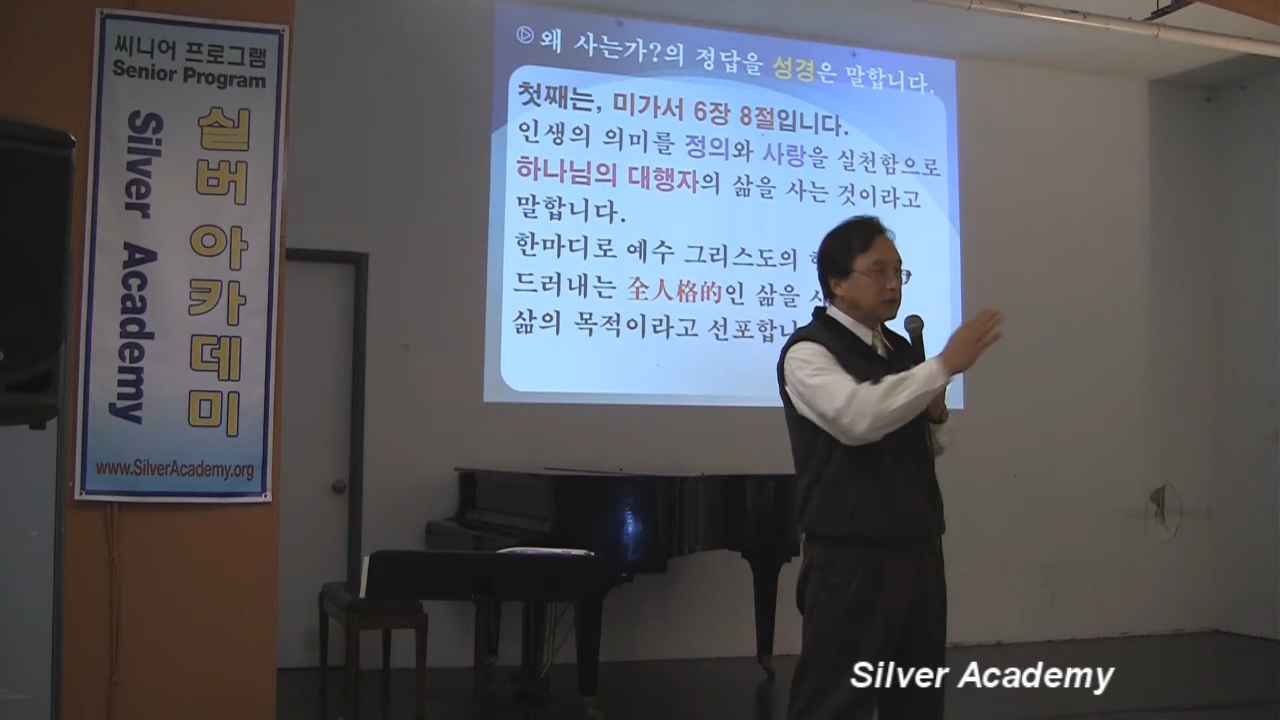 씨니어 프로그램
Senior Program
실버 아카데미
Silver Academy
www.SilverAcademy.org
왜 사는가?의 정답을 성경은 말합니다.
첫째는, 미가서 6장 8절입니다.
인생의 의미를 정의와 사랑을 실천함으로
하나님의 대행자의 삶을 사는 것이라고
말합니다.
한마디로 예수 그리스도의
드러내는 全人格的인 삶을
삶의 목적이라고
Silver Academy